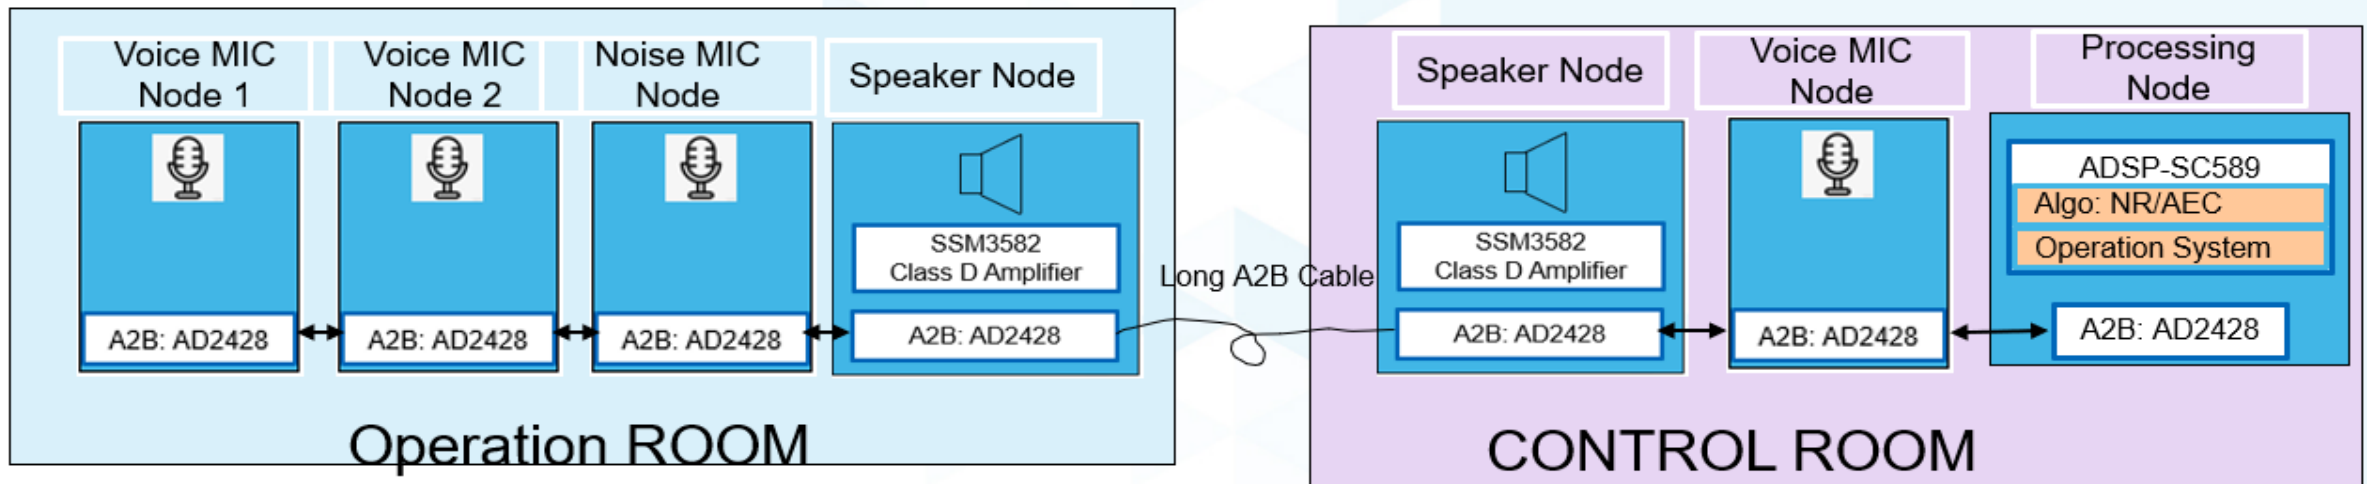 Voice MIC
Node 1
Voice MIC
Node 2
Noise MIC
Node
Speaker Node
SSM3582
Class D Amplifier
A2B: AD2428
A2B: AD2428
A2B: AD2428
A2B: AD2428
Operation ROOM
Long A2B Cable
Speaker Node
Voice MIC
Node
Processing
Node
SSM3582
Class D Amplifier
ADSP-SC589
Algo: NR/AEC
Operation System
A2B: AD2428
A2B: AD2428
A2B: AD2428
CONTROL ROOM